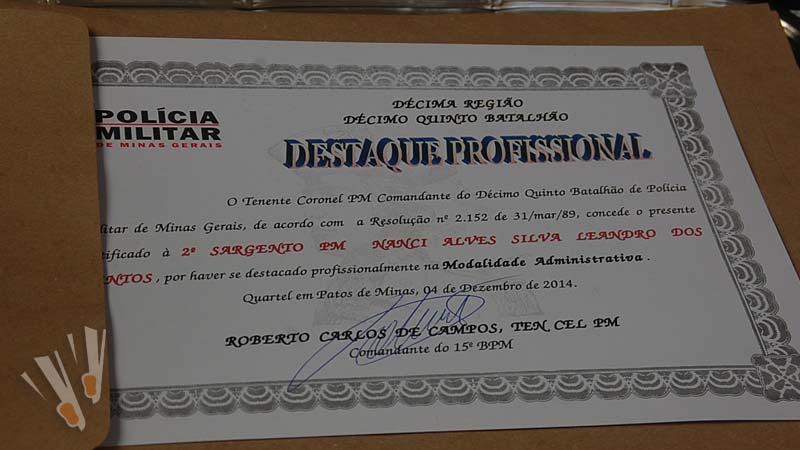 POLÍCIA
MILITAR
DE MINAS GERAIS
DÉCIMA REGIÃO
DÉCIMO QUINTO BATALHÃO
DESTAQUE PROFISSIONAL
O Tenente Coronel PM Comandante do Décimo Quinto Batalhão de Polícia
litar de Minas Gerais, de acordo com a Resolução nº 2.152 de 31/mar/89, concede o presente
tificado à 2º SARGENTO PM NANCI ALVES SILVA LEANDRO DOS
NTOS, por haver se destacado profissionalmente na Modalidade Administrativa.
Quartel em Patos de Minas, 04 de Dezembro de 2014.
ROBERTO CARLOS DE CAMPOS, TEN CEL PM
Comandante do 15º BPM